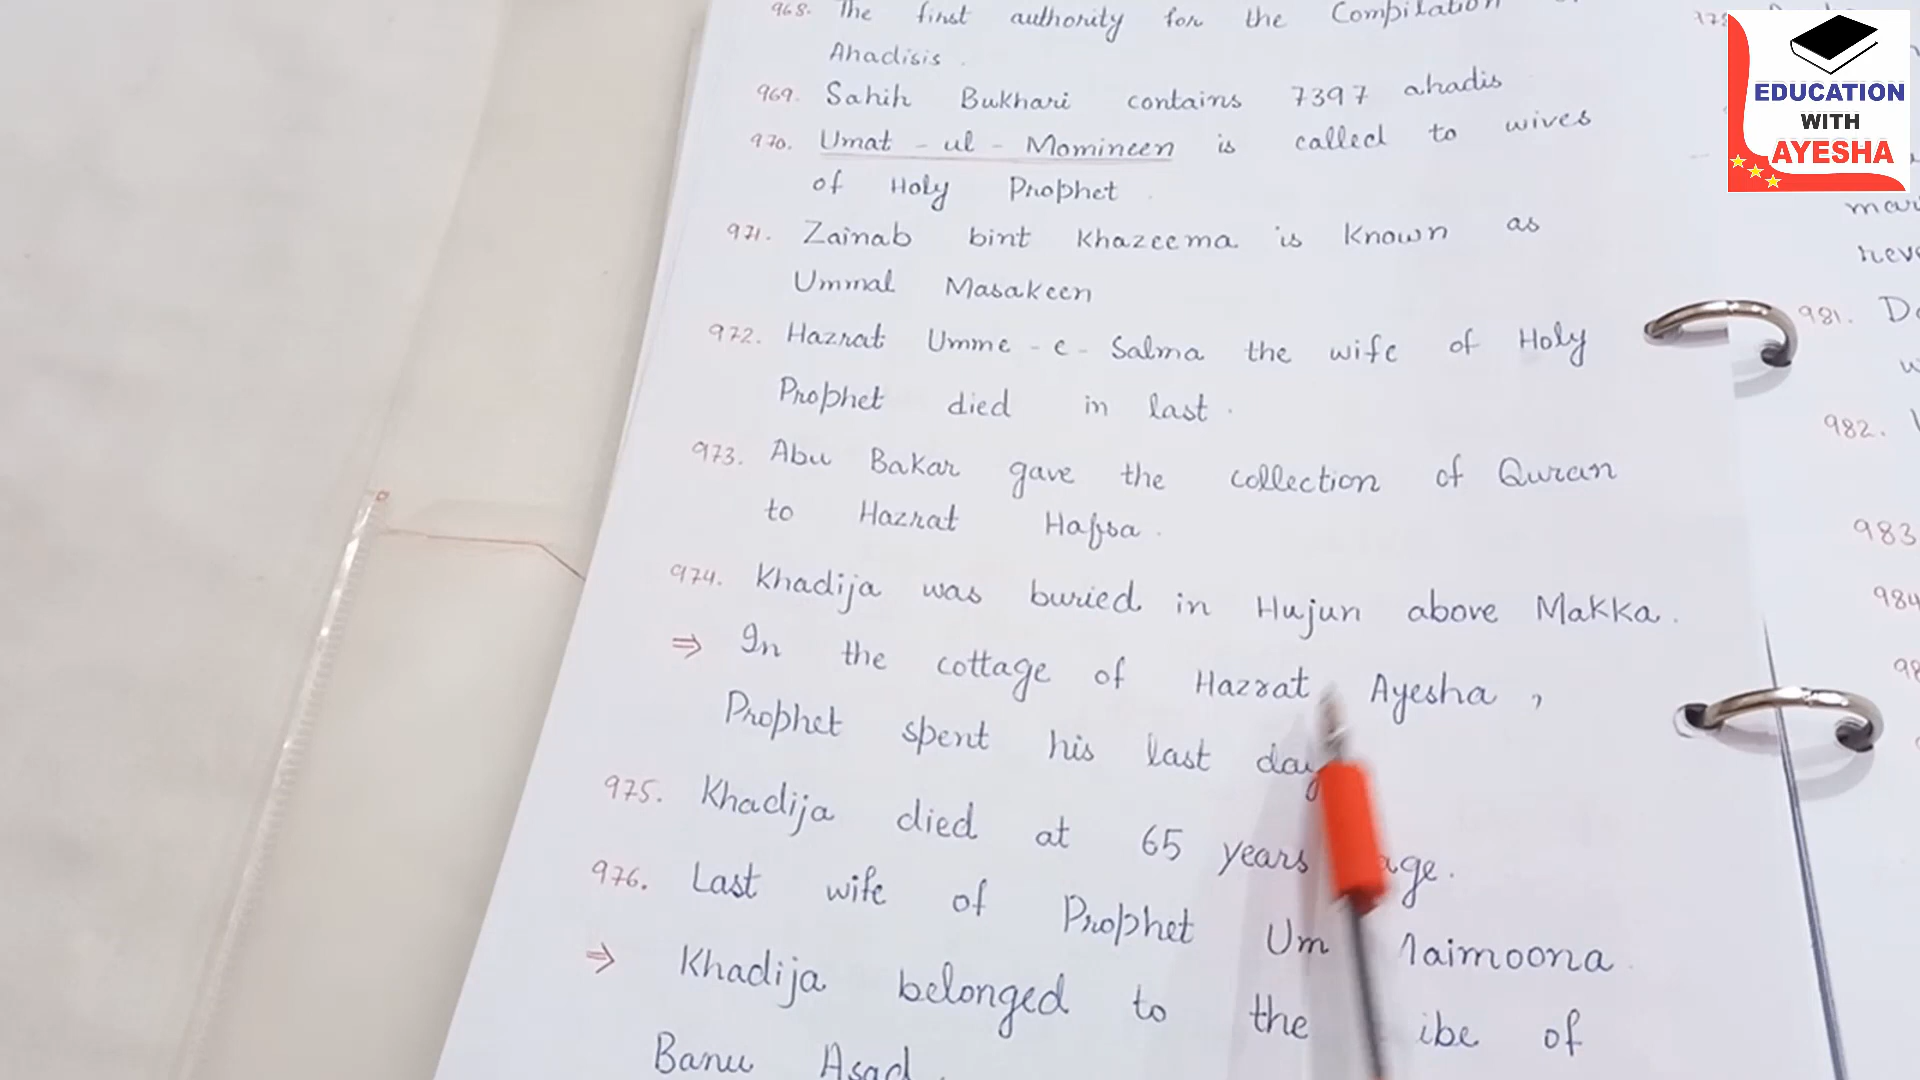 968. The first authority for the Compilation
Ahadisis.
969. Sahih Bukhari contains 7397 ahadis
970. Umat-ul-Momineen is called to wives
of Holy Prophet.
971. Zainab bint Khazeema is known as
Ummal Masakeen
972. Hazrat Umme-e-Salma the wife of Holy
Prophet died in last.
973. Abu Bakar gave the collection of Quran
to Hazrat Hafsa.
974. Khadija was buried in Hujun above Makka.
⇒ In the cottage of Hazrat Ayesha,
Prophet spent his last
975. Khadija died at 65 years age.
976. Last wife of Prophet Um
⇒ Khadija belonged to the of
Banu Asad.
EDUCATION
WITH
AYESHA
981.
982.
983
984